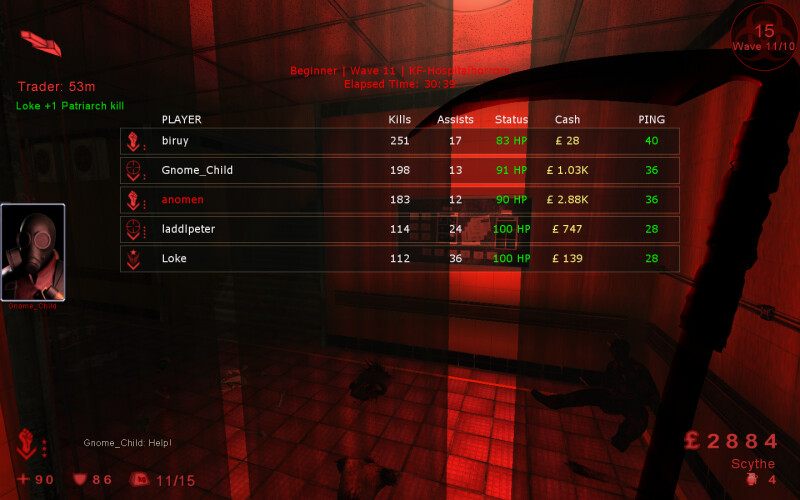 15
Wave 11/10
Trader: 53m
Loke +1 Patriarch kill
Beginner | Wave 11 | KF-HospitalHorrors
Elapsed Time: 30:39
PLAYER Kills Assists Status Cash PING
biruy 251 17 83 HP £ 28 40
Gnome_Child 198 13 91 HP £ 1.03K 36
anomen 183 12 90 HP £ 2.88K 36
laddlpeter 114 24 100 HP £ 747 28
Loke 112 36 100 HP £ 139 28
Gnome_Child
Gnome_Child: Help!
£2884
Scythe
90 86 11/15 4